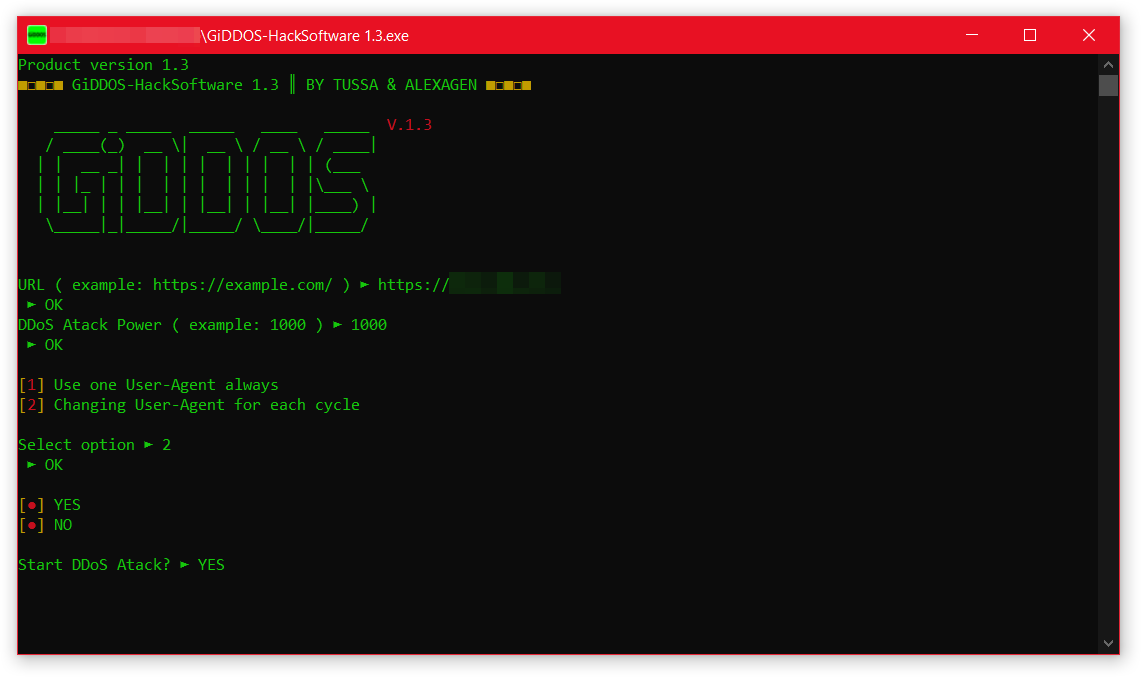 \GiDDOS-HackSoftware 1.3.exe
Product version 1.3
■□■□■ GiDDOS-HackSoftware 1.3 ║ BY TUSSA & ALEXAGEN ■□■□■
V.1.3
GiDDOS
URL ( example: https://example.com/ ) ► https://
► OK
DDoS Atack Power ( example: 1000 ) ► 1000
► OK
[1] Use one User-Agent always
[2] Changing User-Agent for each cycle
Select option ► 2
► OK
[●] YES
[●] NO
Start DDoS Atack? ► YES